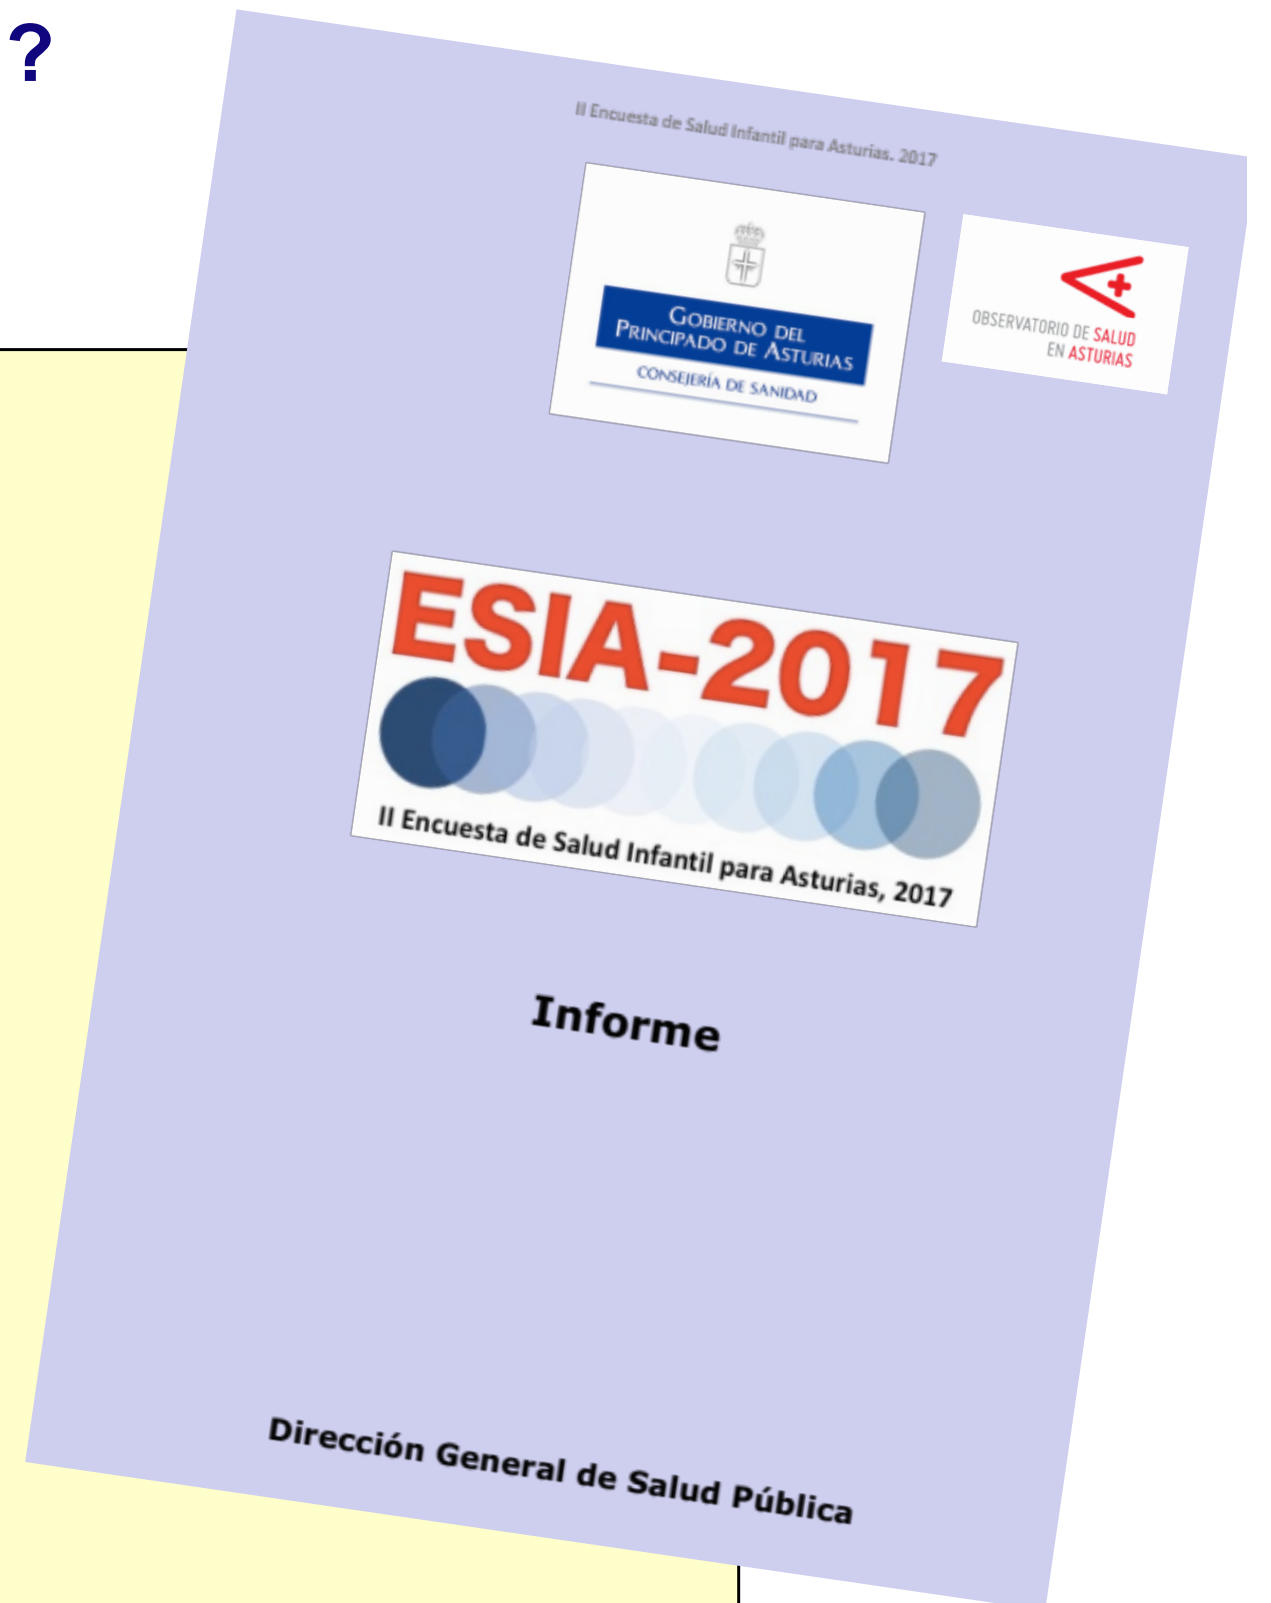 ?
II Encuesta de Salud Infantil para Asturias. 2017
GOBIERNO DEL
PRINCIPADO DE ASTURIAS
CONSEJERÍA DE SANIDAD
OBSERVATORIO DE SALUD
EN ASTURIAS
ESIA-2017
II Encuesta de Salud Infantil para Asturias, 2017
Informe
Dirección General de Salud Pública